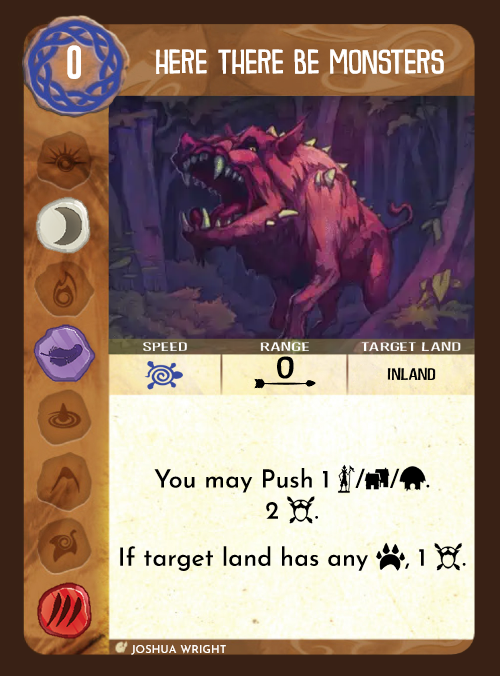 0
HERE THERE BE MONSTERS
SPEED RANGE TARGET LAND
0
INLAND
You may Push 1 / / .
2 .
If target land has any , 1 .
JOSHUA WRIGHT